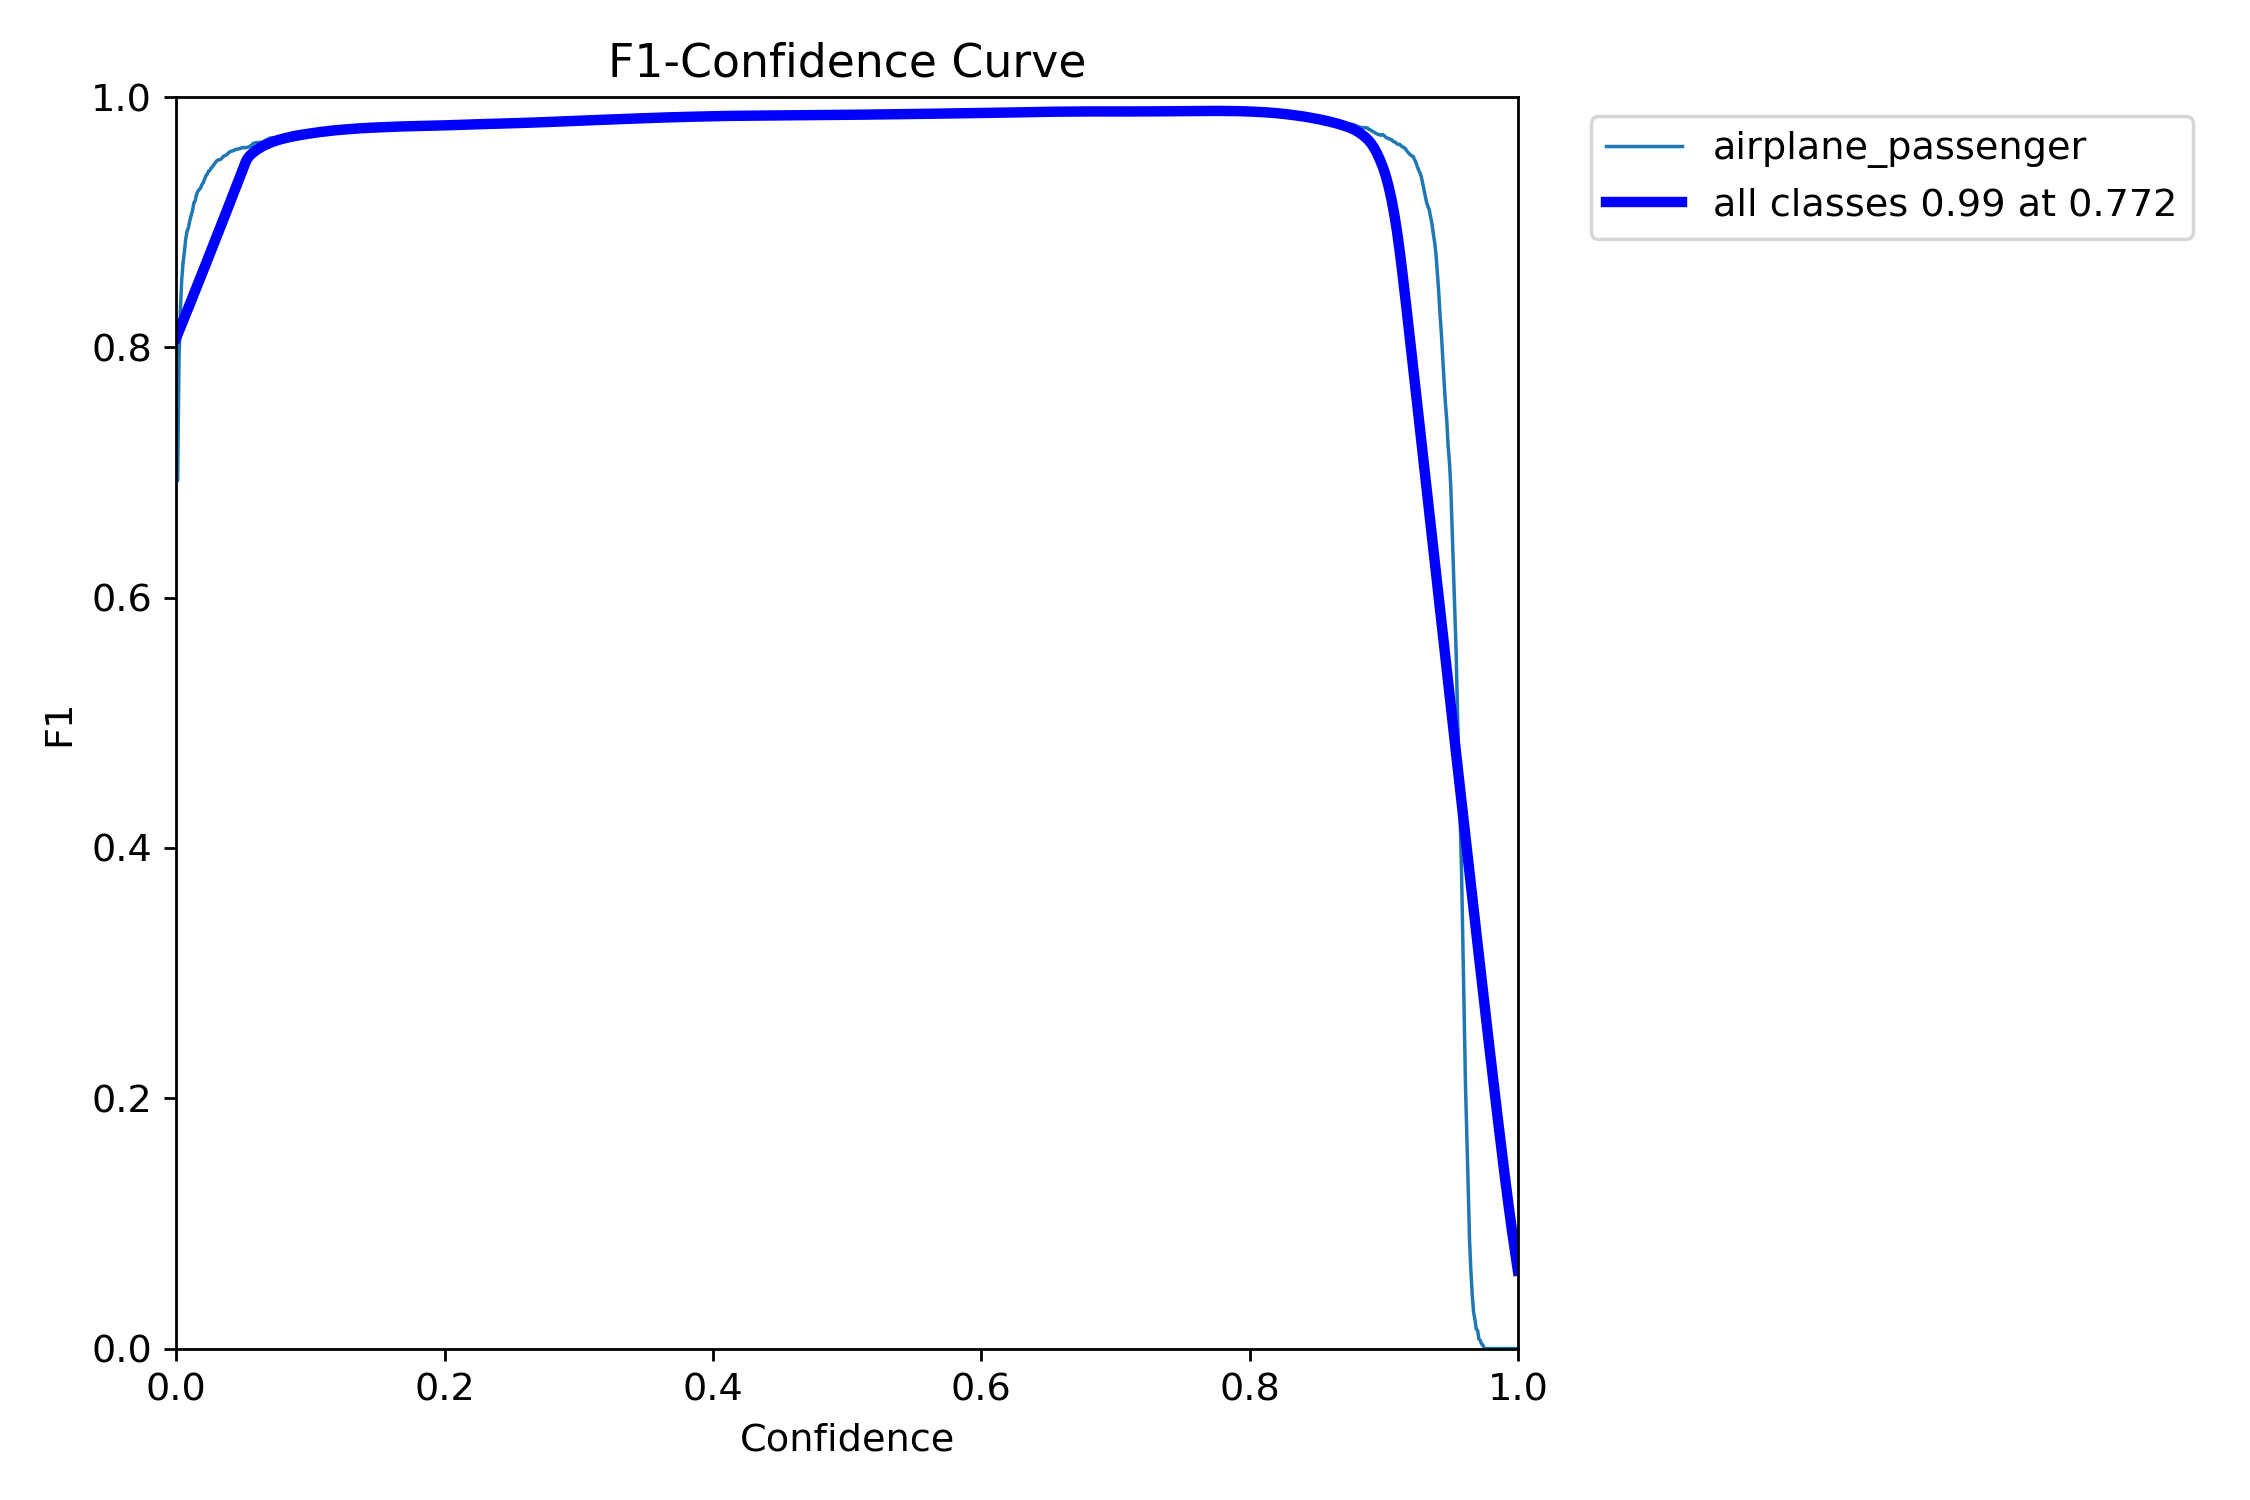 F1-Confidence Curve
1.0
0.8
0.6
0.4
0.2
0.0
F1
0.0 0.2 0.4 0.6 0.8 1.0
Confidence
airplane_passenger
all classes 0.99 at 0.772